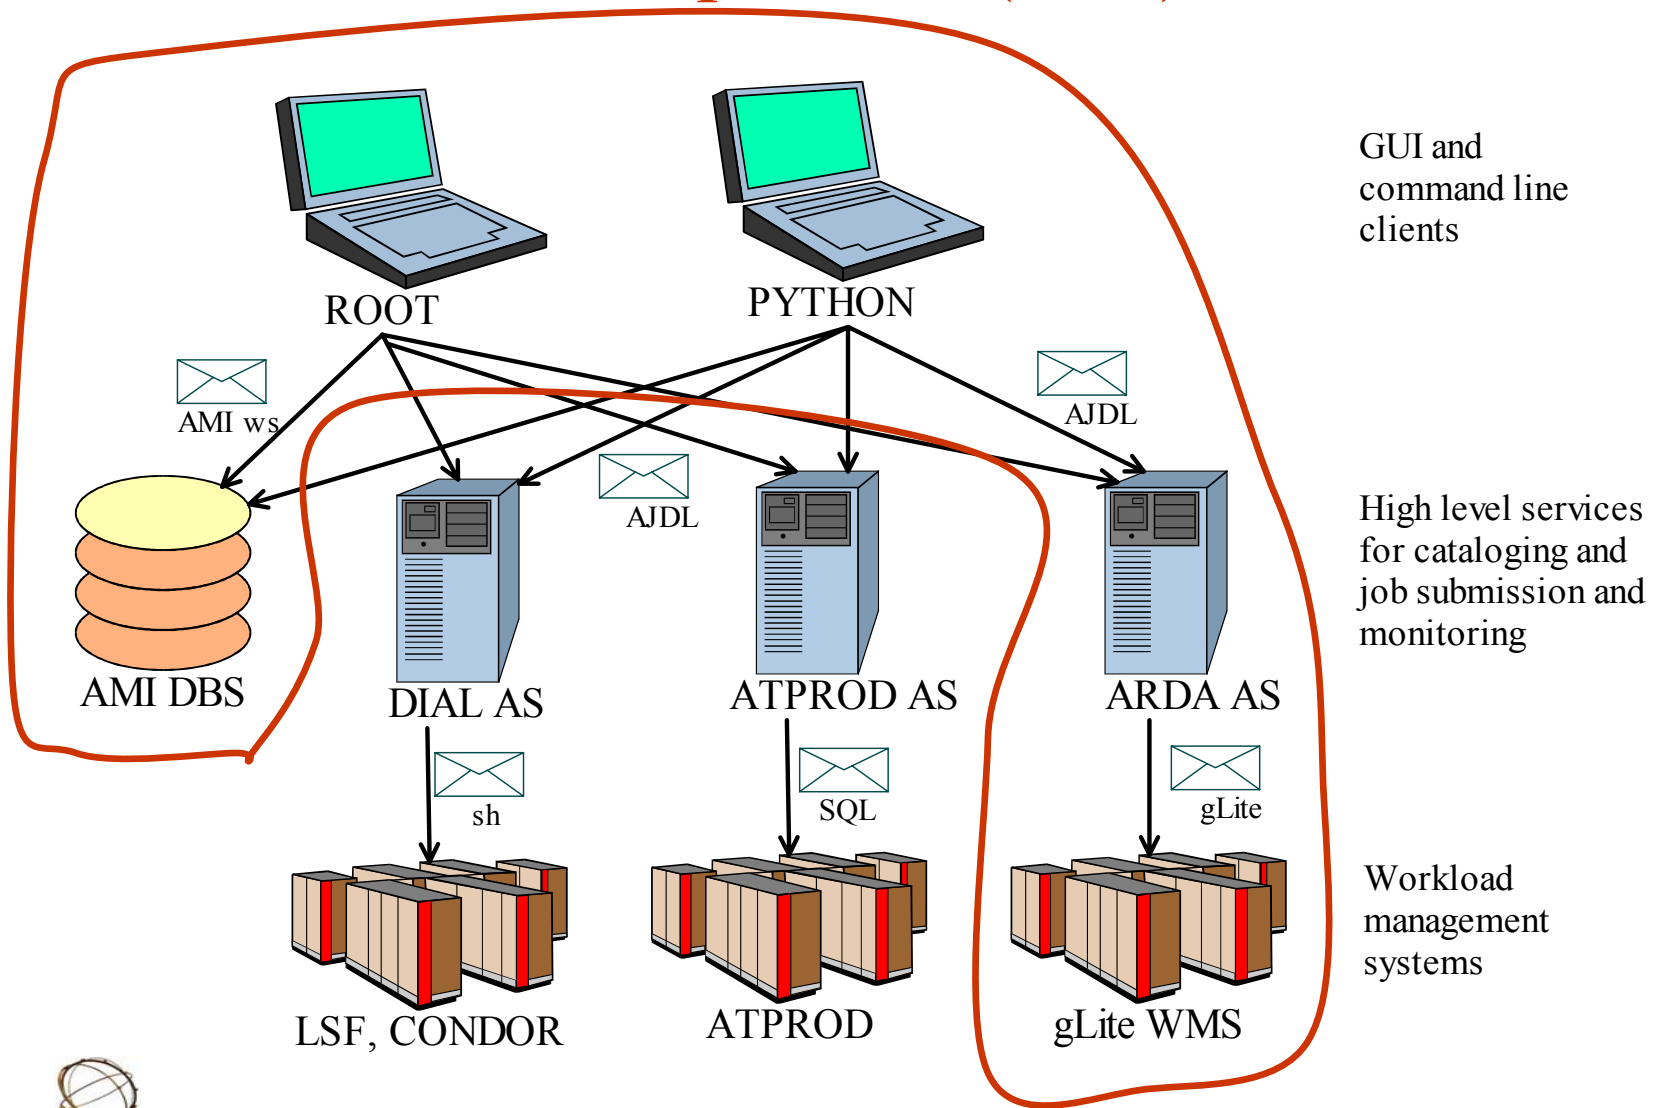 GUI and
command line
clients
ROOT
PYTHON
AMI ws
AJDL
AJDL
High level services
for cataloging and
job submission and
monitoring
AMI DBS
DIAL AS
ATPROD AS
ARDA AS
sh
SQL
gLite
Workload
management
systems
LSF, CONDOR
ATPROD
gLite WMS